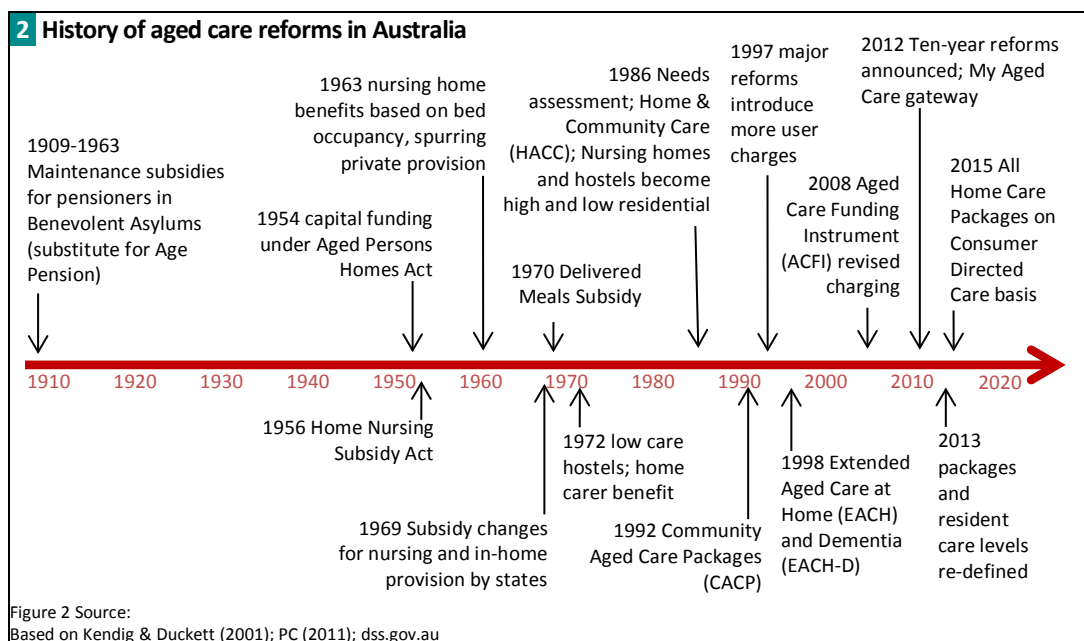 2 History of aged care reforms in Australia
1909-1963
Maintenance subsidies
for pensioners in
Benevolent Asylums
(substitute for Age
Pension)
1954 capital funding
under Aged Persons
Homes Act
1963 nursing home
benefits based on bed
occupancy, spurring
private provision
1970 Delivered
Meals Subsidy
1986 Needs
assessment; Home &
Community Care
(HACC); Nursing homes
and hostels become
high and low residential
1997 major
reforms
introduce
more user
charges
2008 Aged
Care Funding
Instrument
(ACFI) revised
charging
2012 Ten-year reforms
announced; My Aged
Care gateway
2015 All
Home Care
Packages on
Consumer
Directed
Care basis
1910 1920 1930 1940 1950 1960 1970 1980 1990 2000 2010 2020
1956 Home Nursing
Subsidy Act
1969 Subsidy changes
for nursing and in-home
provision by states
1972 low care
hostels; home
carer benefit
1992 Community
Aged Care Packages
(CACP)
1998 Extended
Aged Care at
Home (EACH)
and Dementia
(EACH-D)
2013
packages
and
resident
care levels
re-defined
Figure 2 Source:
Based on Kendig & Duckett (2001); PC (2011); dss.gov.au